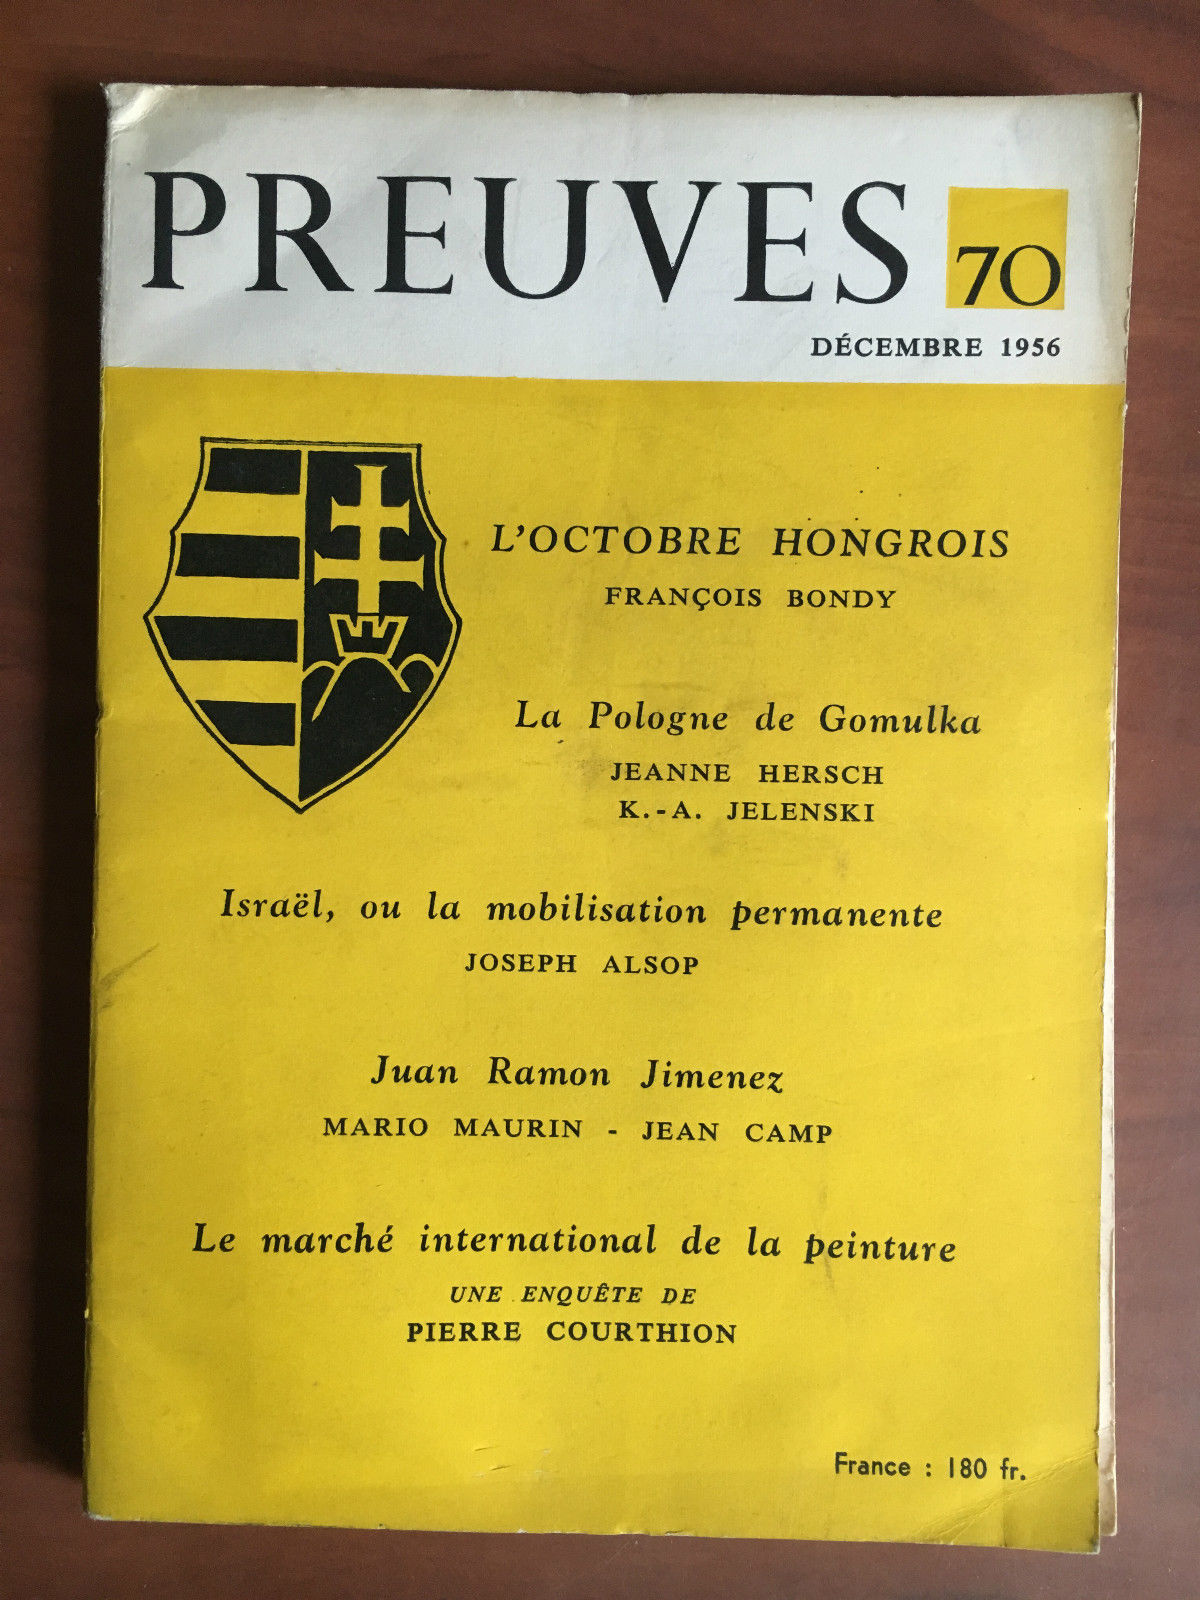 PREUVES
70
DÉCEMBRE 1956
L'OCTOBRE HONGROIS
FRANÇOIS BONDY
La Pologne de Gomulka
JEANNE HERSCH
K.-A. JELENSKI
Israël, ou la mobilisation permanente
JOSEPH ALSOP
Juan Ramon Jimenez
MARIO MAURIN - JEAN CAMP
Le marché international de la peinture
UNE ENQUÊTE DE
PIERRE COURTHION
France : 180 fr.